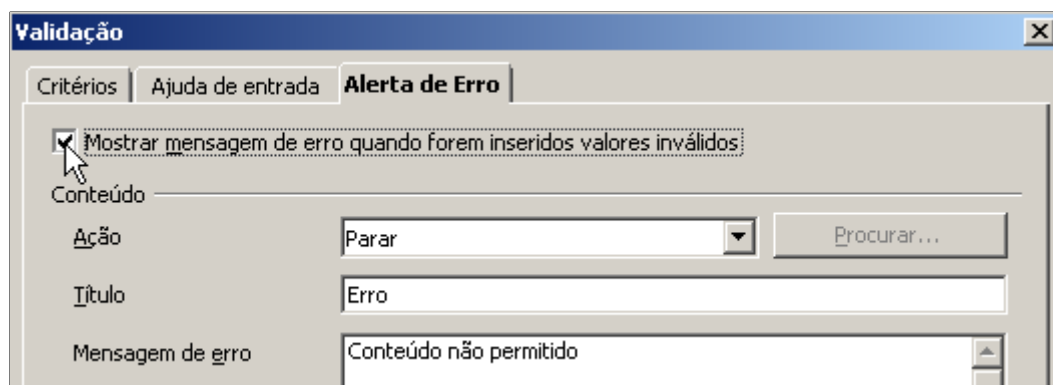 Validação
Critérios Ajuda de entrada Alerta de Erro
Mostrar mensagem de erro quando forem inseridos valores inválidos
Conteúdo
Ação Parar Procurar...
Título Erro
Mensagem de erro Conteúdo não permitido